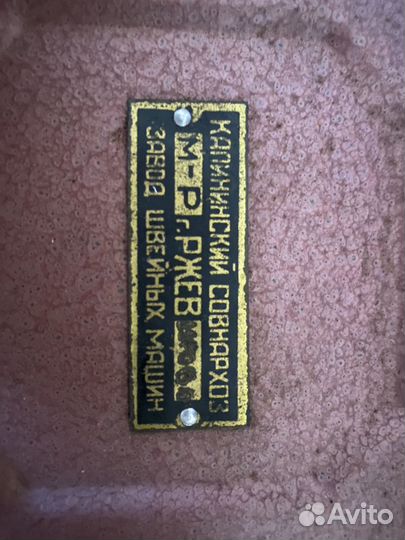 КАЛИНИНСКИЙ СОВНАРХОЗ
М-Р г. РЖЕВ
ЗАВОД ШВЕЙНЫХ МАШИН
Avito